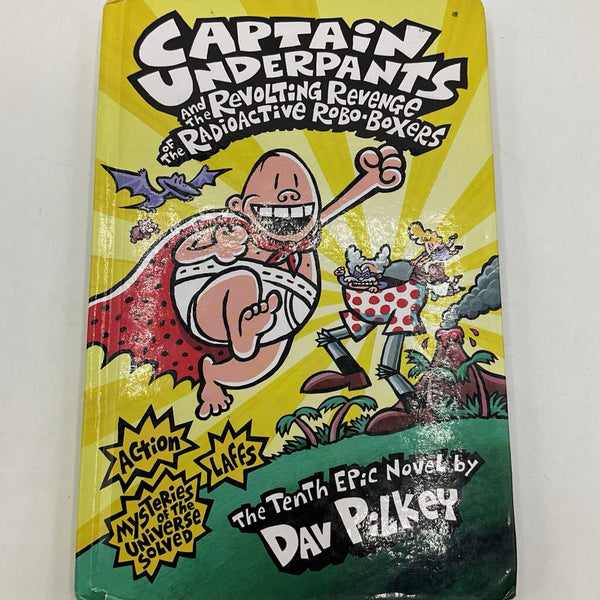 CAPTAIN
UNDERPANTS
AND THE REVOLTING REVENGE
OF THE RADIOACTIVE ROBO-BOXERS
ACTION
LAFFS
MYSTERIES
OF THE
UNIVERSE
SOLVED
THE TENTH EPIC NOVEL BY
DAV PILKEY